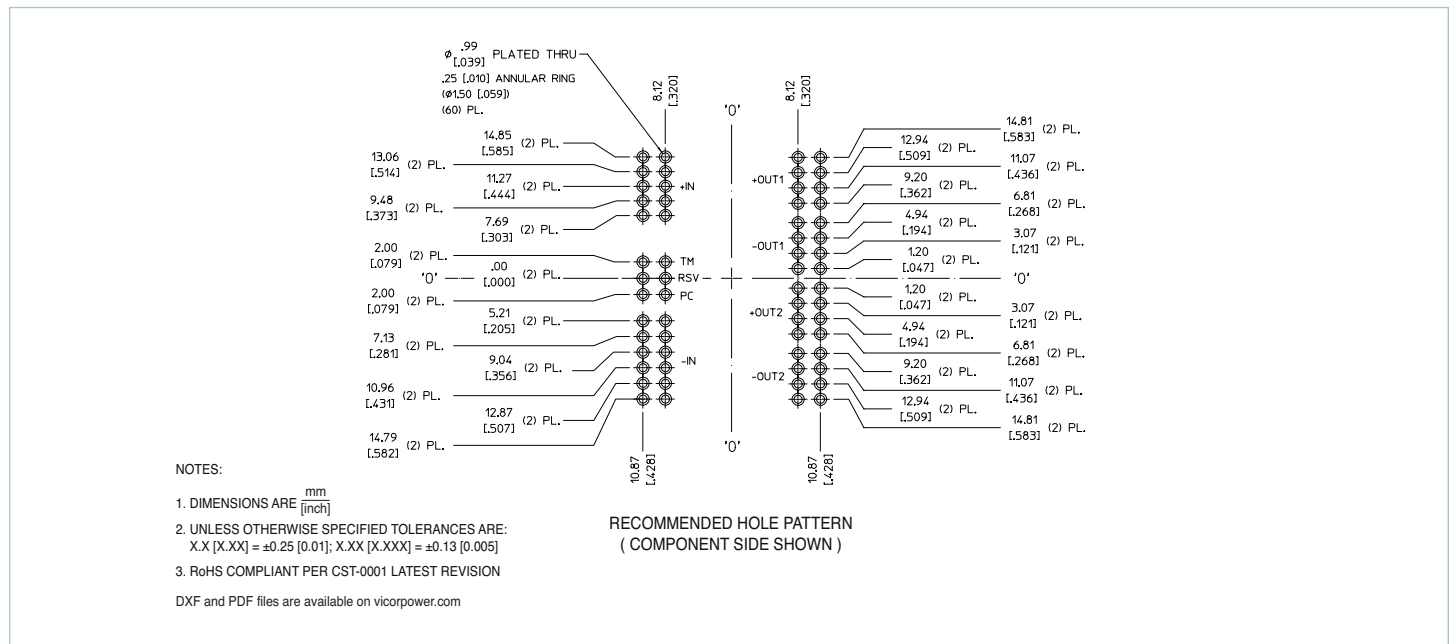 ø .99 [.039] PLATED THRU
.25 [.010] ANNULAR RING
(ø1.50 [.059])
(60) PL.
8.12 [.320]
'0'
8.12 [.320]
14.85 [.585] (2) PL.
13.06 [.514] (2) PL.
11.27 [.444] (2) PL.
+IN
9.48 [.373] (2) PL.
7.69 [.303] (2) PL.
2.00 [.079] (2) PL.
TM
'0'
.00 [.000] (2) PL.
RSV
2.00 [.079] (2) PL.
PC
5.21 [.205] (2) PL.
7.13 [.281] (2) PL.
9.04 [.356] (2) PL.
-IN
10.96 [.431] (2) PL.
12.87 [.507] (2) PL.
14.79 [.582] (2) PL.
10.87 [.428]
'0'
14.81 [.583] (2) PL.
12.94 [.509] (2) PL.
+OUT1
11.07 [.436] (2) PL.
9.20 [.362] (2) PL.
6.81 [.268] (2) PL.
4.94 [.194] (2) PL.
-OUT1
3.07 [.121] (2) PL.
1.20 [.047] (2) PL.
'0'
1.20 [.047] (2) PL.
+OUT2
3.07 [.121] (2) PL.
4.94 [.194] (2) PL.
6.81 [.268] (2) PL.
9.20 [.362] (2) PL.
-OUT2
11.07 [.436] (2) PL.
12.94 [.509] (2) PL.
14.81 [.583] (2) PL.
10.87 [.428]
NOTES:
1. DIMENSIONS ARE mm [inch]
2. UNLESS OTHERWISE SPECIFIED TOLERANCES ARE:
X.X [X.XX] = ±0.25 [0.01]; X.XX [X.XXX] = ±0.13 [0.005]
3. RoHS COMPLIANT PER CST-0001 LATEST REVISION
DXF and PDF files are available on vicorpower.com
RECOMMENDED HOLE PATTERN
( COMPONENT SIDE SHOWN )